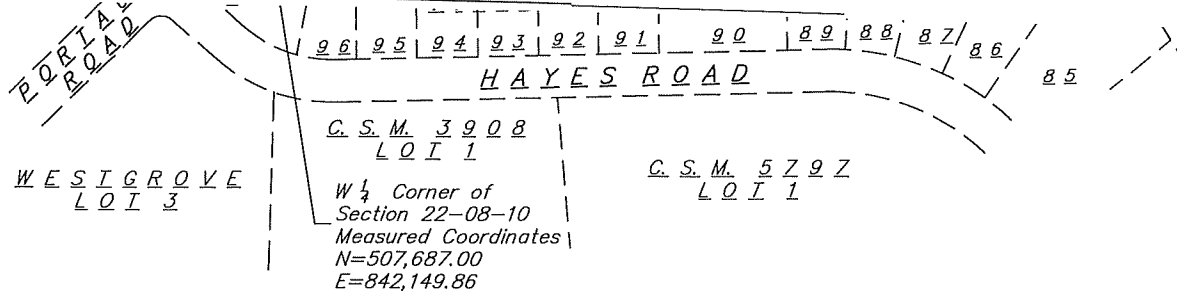 96 95 94 93 92 91 90 89 88 87 86 85
ROAD
HAYES ROAD
C.S.M. 3908
LOT 1
WESTGROVE
LOT 3
C.S.M. 5797
LOT 1
W ¼ Corner of
Section 22-08-10
Measured Coordinates
N=507,687.00
E=842,149.86